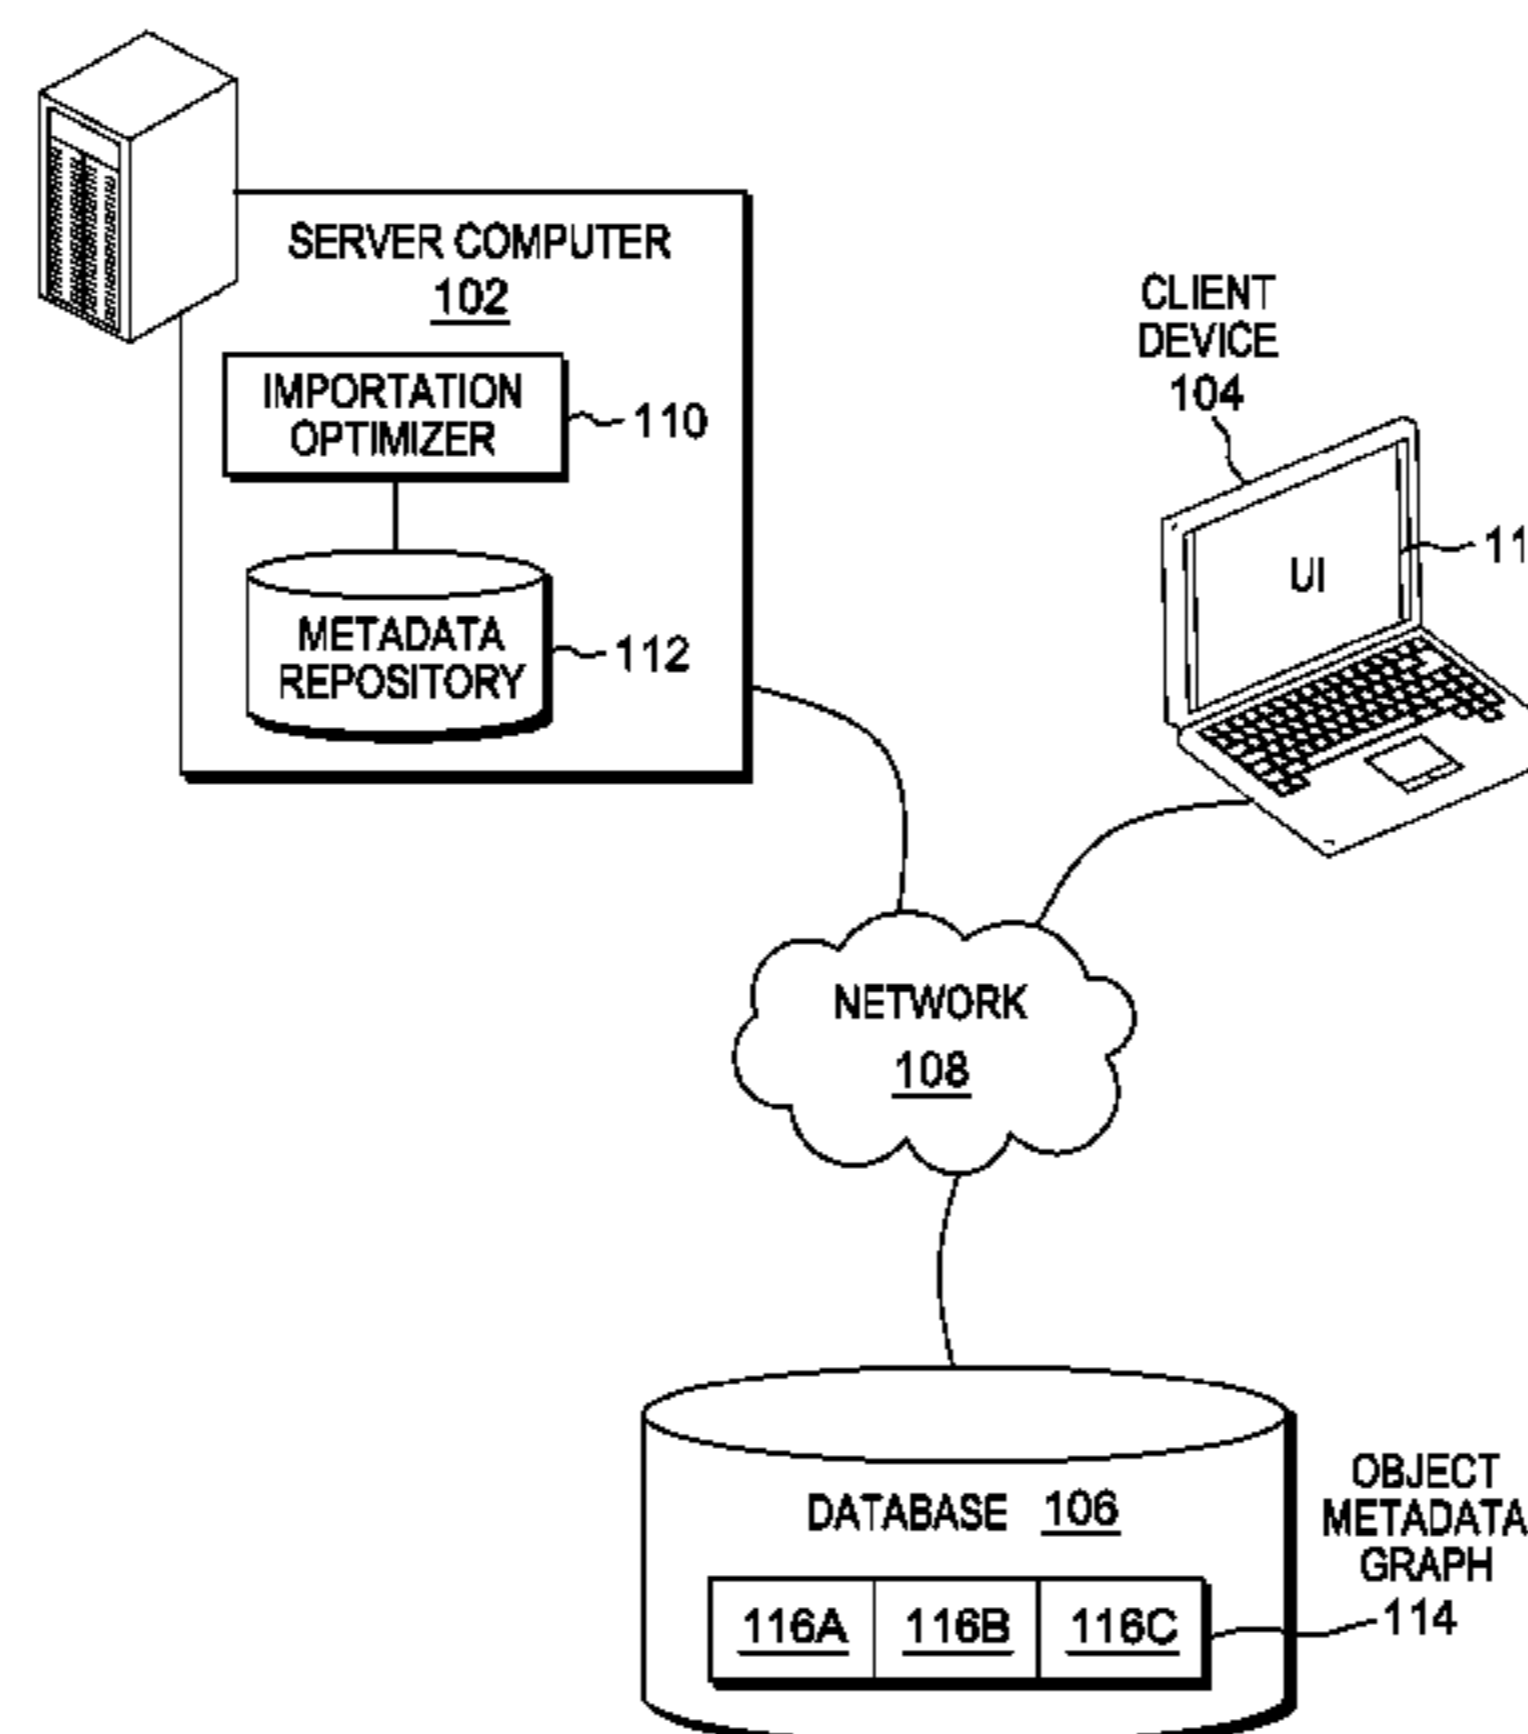 SERVER COMPUTER
102
IMPORTATION
OPTIMIZER
110
METADATA
REPOSITORY
112
CLIENT
DEVICE
104
UI
11
NETWORK
108
DATABASE 106
116A 116B 116C
OBJECT
METADATA
GRAPH
114